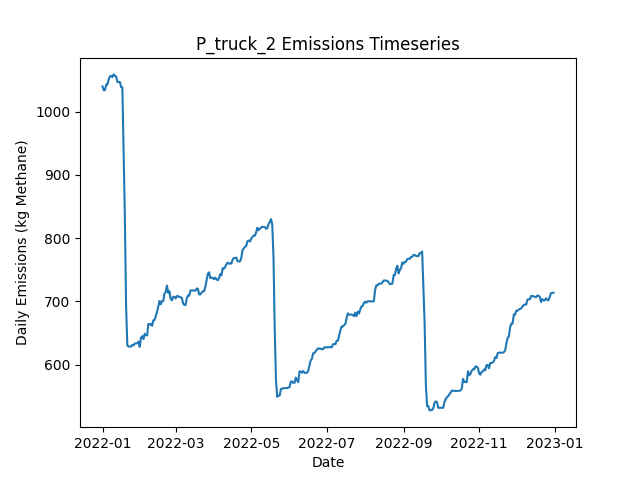 P_truck_2 Emissions Timeseries
Daily Emissions (kg Methane)
1000
900
800
700
600
2022-01 2022-03 2022-05 2022-07 2022-09 2022-11 2023-01
Date